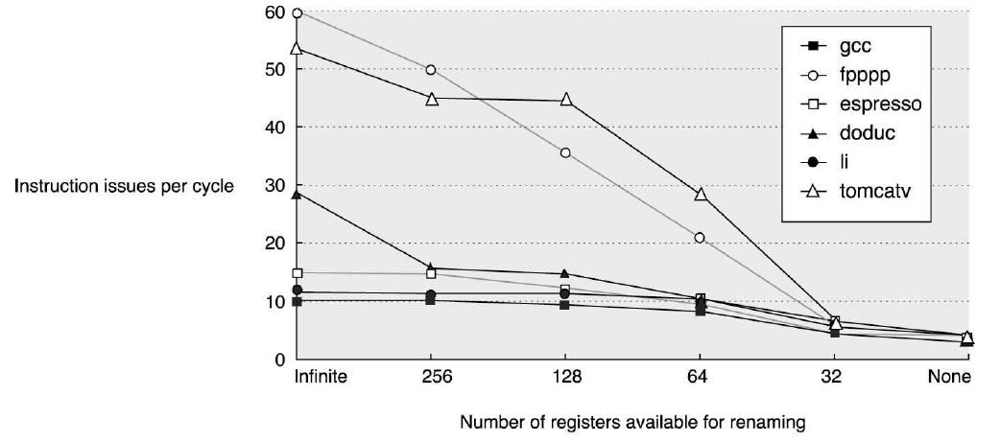 60
50
40
30
20
10
0
Instruction issues per cycle
gcc
fpppp
espresso
doduc
li
tomcatv
Infinite 256 128 64 32 None
Number of registers available for renaming